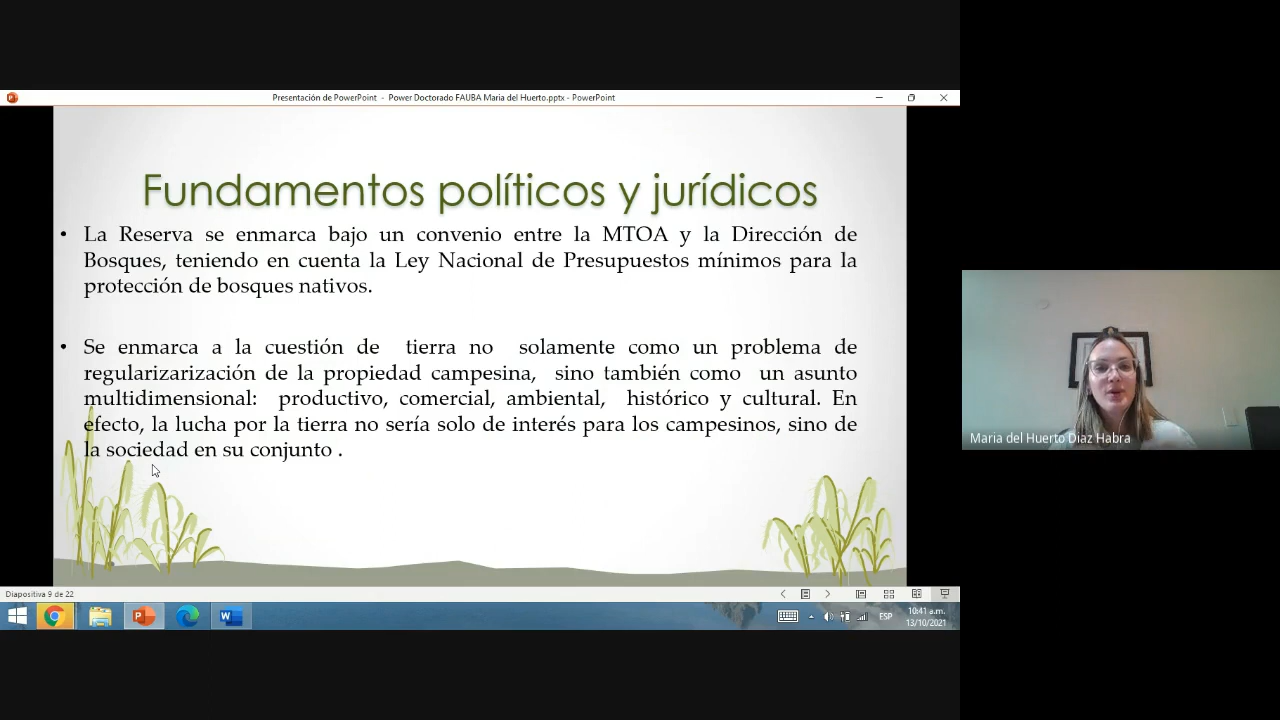 Presentación de PowerPoint - Power Doctorado FAUBA Maria del Huerto.pptx - PowerPoint
Fundamentos políticos y jurídicos
• La Reserva se enmarca bajo un convenio entre la MTOA y la Dirección de
Bosques, teniendo en cuenta la Ley Nacional de Presupuestos mínimos para la
protección de bosques nativos.
• Se enmarca a la cuestión de tierra no solamente como un problema de
regularizarización de la propiedad campesina, sino también como un asunto
multidimensional: productivo, comercial, ambiental, histórico y cultural. En
efecto, la lucha por la tierra no sería solo de interés para los campesinos, sino de
la sociedad en su conjunto .
Maria del Huerto Diaz Habra
Diapositiva 9 de 22
ESP
10:41 a.m.
13/10/2021